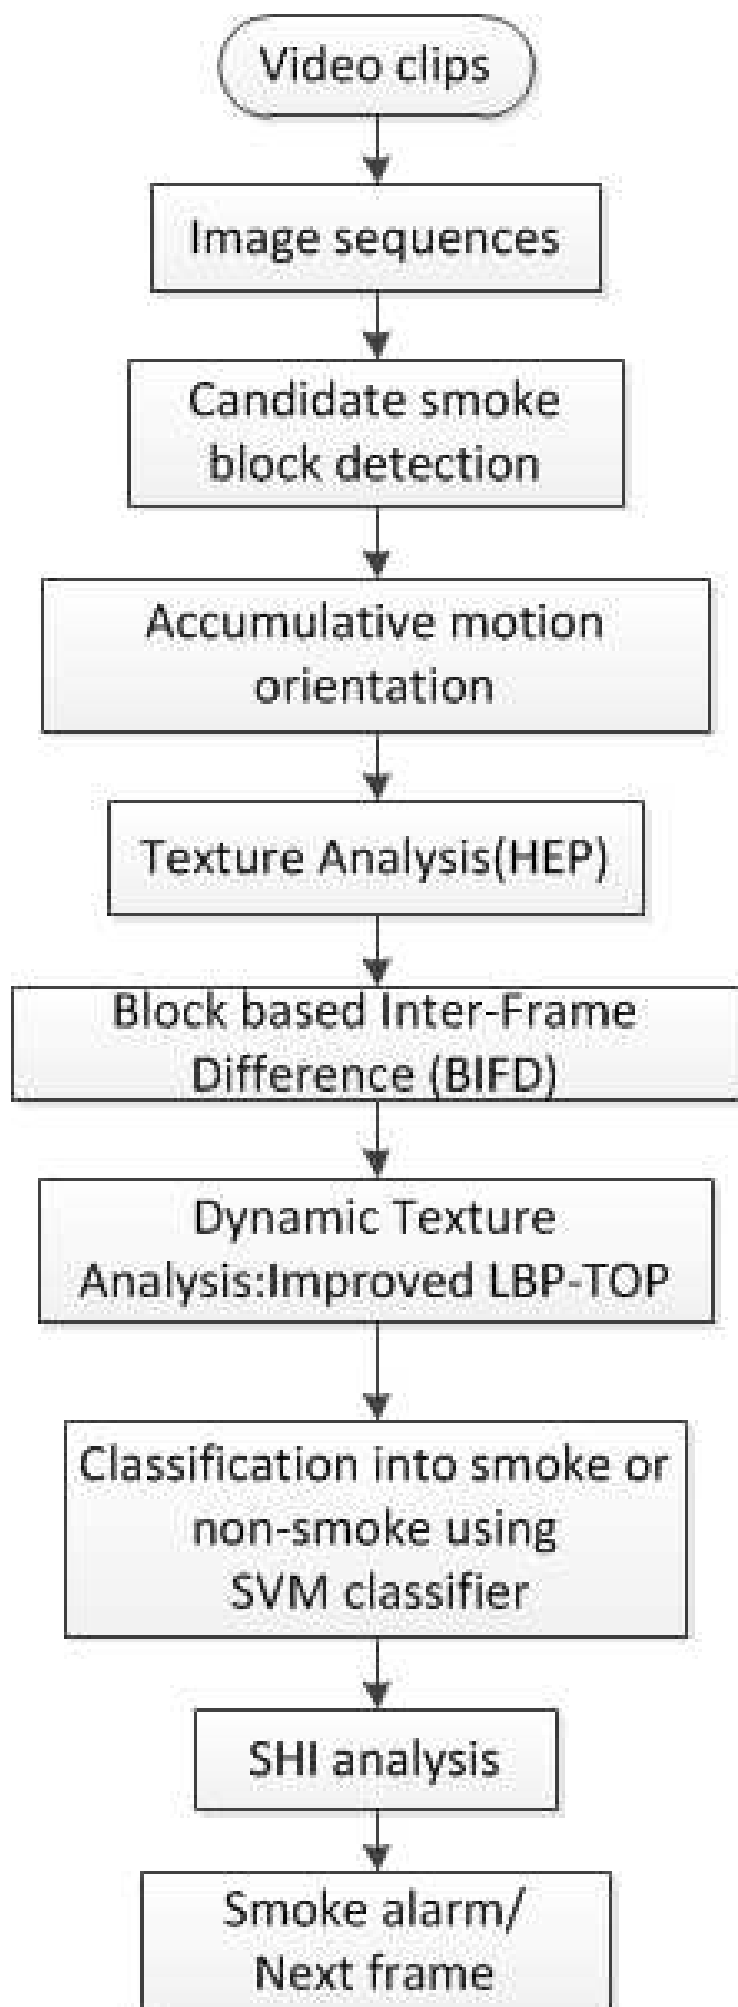 Video clips
Image sequences
Candidate smoke
block detection
Accumulative motion
orientation
Texture Analysis(HEP)
Block based Inter-Frame
Difference (BIFD)
Dynamic Texture
Analysis:Improved LBP-TOP
Classification into smoke or
non-smoke using
SVM classifier
SHI analysis
Smoke alarm/
Next frame